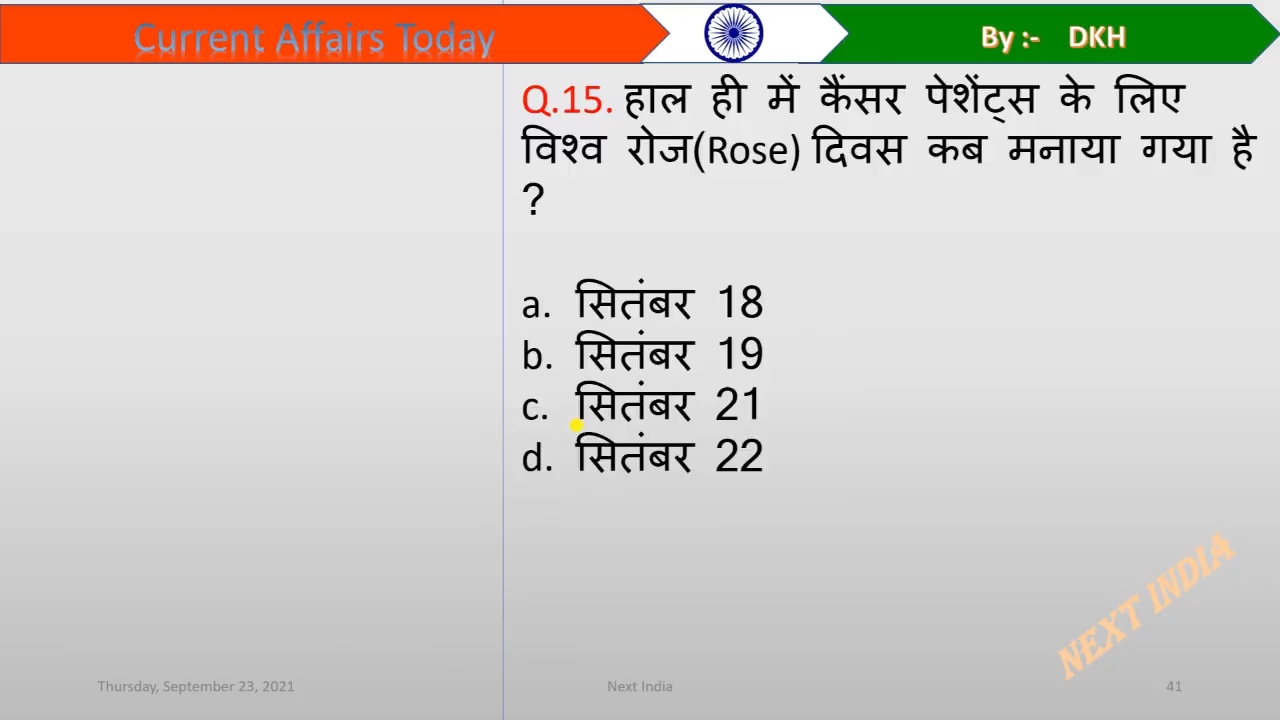 Current Affairs Today
By :- DKH
Q.15. हाल ही में कैंसर पेशेंट्स के लिए
विश्व रोज(Rose) दिवस कब मनाया गया है
?
a. सितंबर 18
b. सितंबर 19
c. सितंबर 21
d. सितंबर 22
NEXT INDIA
Thursday, September 23, 2021
Next India
41